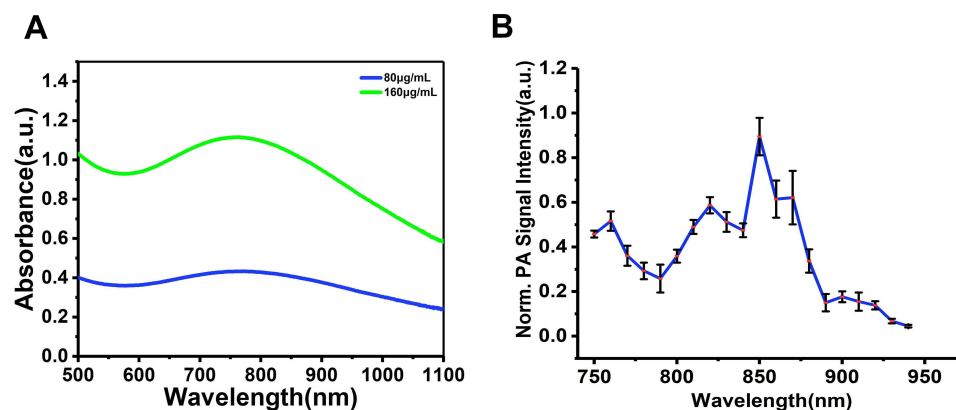 A
Absorbance(a.u.)
1.4
1.2
1.0
0.8
0.6
0.4
0.2
0.0
80μg/mL
160μg/mL
500 600 700 800 900 1000 1100
Wavelength(nm)
B
Norm. PA Signal Intensity(a.u.)
1.2
1.0
0.8
0.6
0.4
0.2
0.0
750 800 850 900 950
Wavelength(nm)